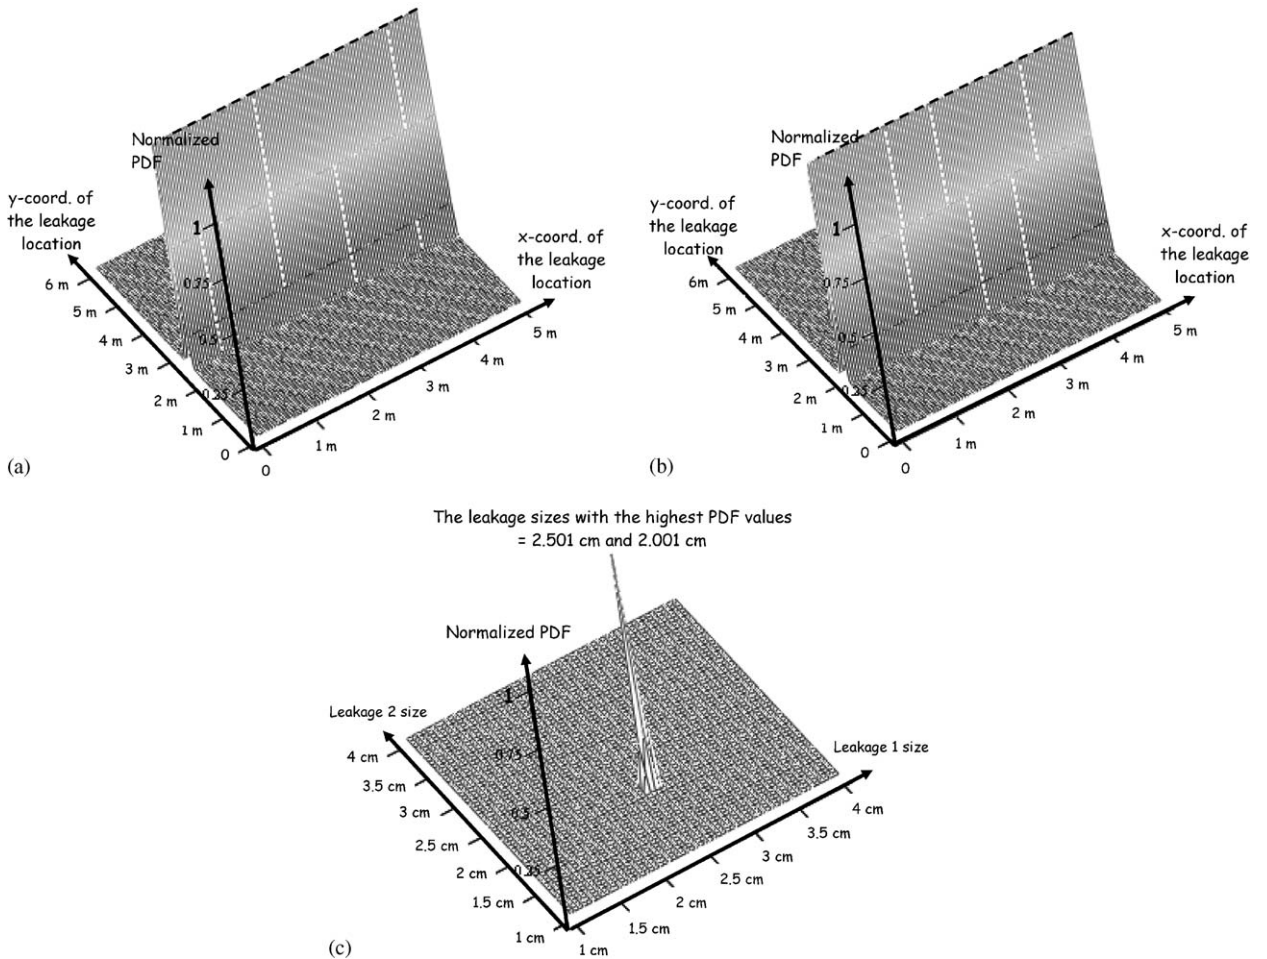 Normalized
PDF
y-coord. of
the leakage
location
x-coord. of
the leakage
location
1
0.75
0.5
0.25
6 m
5 m
4 m
3 m
2 m
1 m
0
0
1 m
2 m
3 m
4 m
5 m
(a)
Normalized
PDF
y-coord. of
the leakage
location
x-coord. of
the leakage
location
1
0.75
0.5
0.25
6m
5 m
4 m
3 m
2 m
1 m
0
0
1 m
2 m
3 m
4 m
5 m
(b)
The leakage sizes with the highest PDF values
= 2.501 cm and 2.001 cm
Normalized PDF
Leakage 2 size
Leakage 1 size
1
0.75
0.5
0.25
4 cm
3.5 cm
3 cm
2.5 cm
2 cm
1.5 cm
1 cm
1 cm
1.5 cm
2 cm
2.5 cm
3 cm
3.5 cm
4 cm
(c)